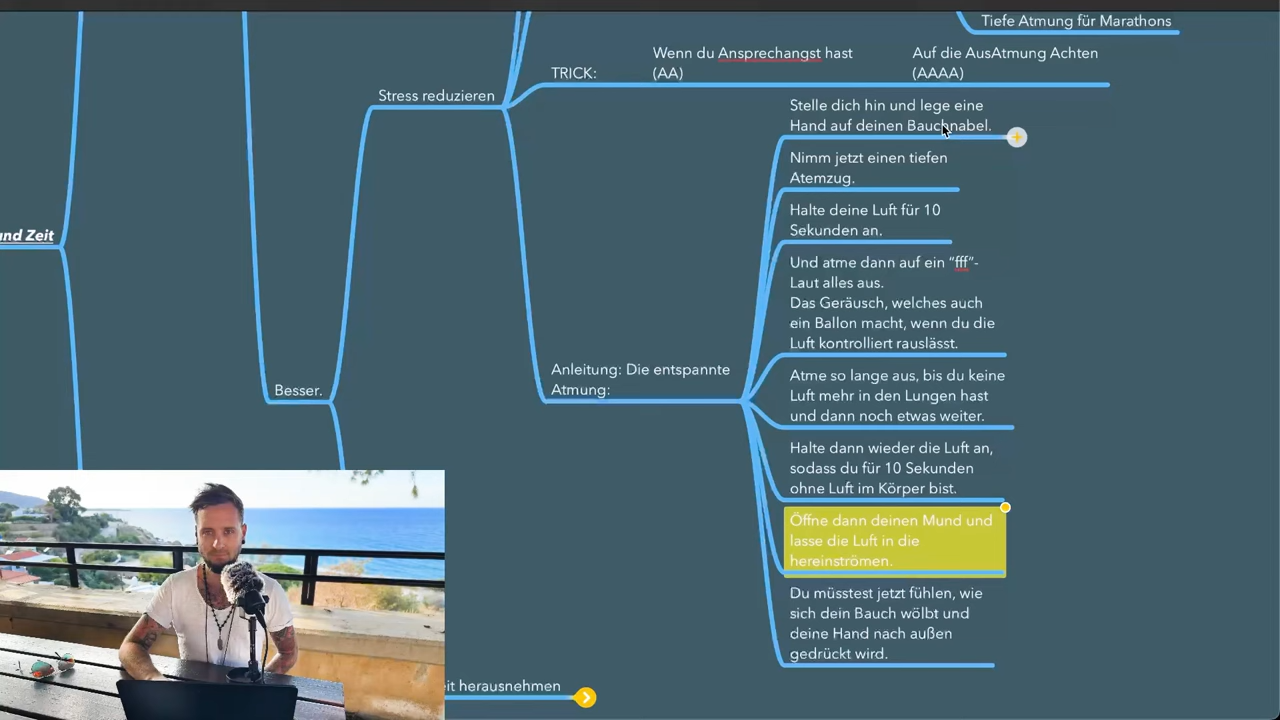 Tiefe Atmung für Marathons
Wenn du Ansprechangst hast
(AA)
Auf die AusAtmung Achten
(AAAA)
TRICK:
Stress reduzieren
Stelle dich hin und lege eine
Hand auf deinen Bauchnabel.
Nimm jetzt einen tiefen
Atemzug.
Halte deine Luft für 10
Sekunden an.
und Zeit
Und atme dann auf ein “fff”-
Laut alles aus.
Das Geräusch, welches auch
ein Ballon macht, wenn du die
Luft kontrolliert rauslässt.
Anleitung: Die entspannte
Atmung:
Besser.
Atme so lange aus, bis du keine
Luft mehr in den Lungen hast
und dann noch etwas weiter.
Halte dann wieder die Luft an,
sodass du für 10 Sekunden
ohne Luft im Körper bist.
Öffne dann deinen Mund und
lasse die Luft in die
hereinströmen.
Du müsstest jetzt fühlen, wie
sich dein Bauch wölbt und
deine Hand nach außen
gedrückt wird.
eit herausnehmen